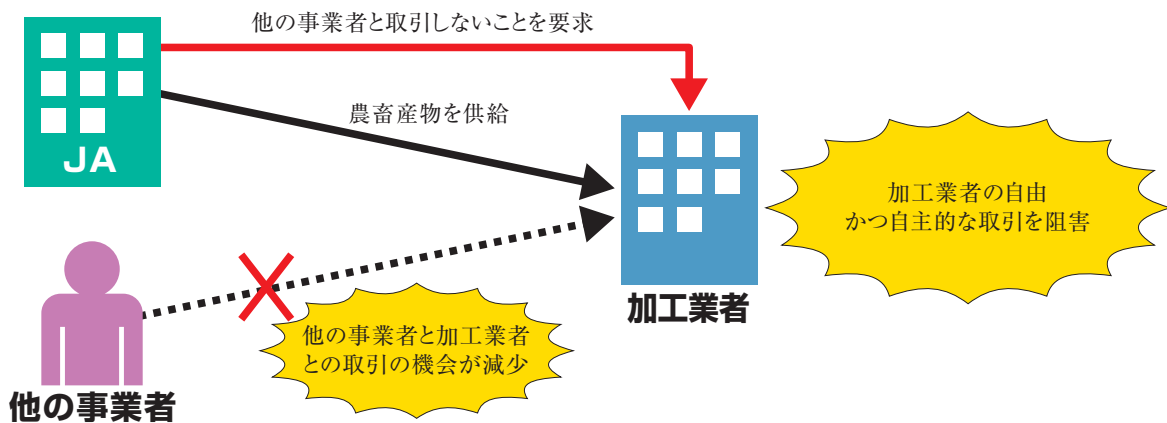 他の事業者と取引しないことを要求
農畜産物を供給
JA
加工業者の自由
かつ自主的な取引を阻害
加工業者
他の事業者と加工業者
との取引の機会が減少
他の事業者